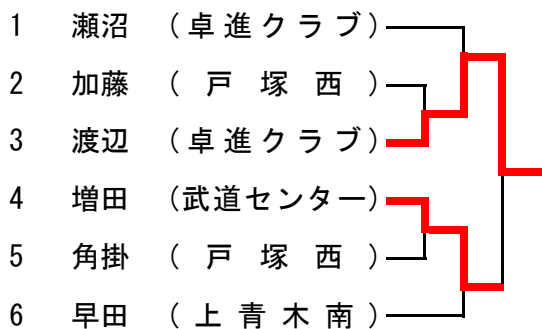 1 瀬沼 (卓進クラブ)
2 加藤 (戸塚西)
3 渡辺 (卓進クラブ)
4 増田 (武道センター)
5 角掛 (戸塚西)
6 早田 (上青木南)